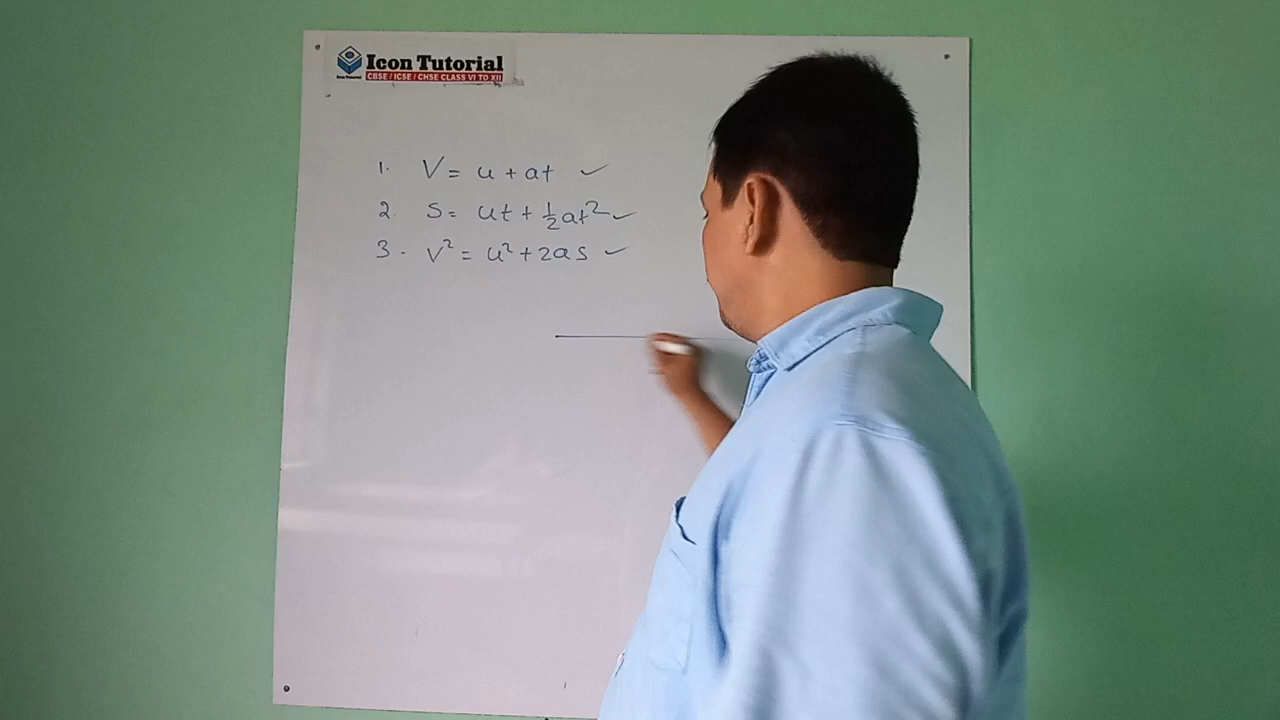 Icon Tutorial
CBSE / ICSE / CHSE CLASS VI TO XII
1. V = u + at ✓
2. S = ut + ½at² ✓
3. v² = u² + 2as ✓